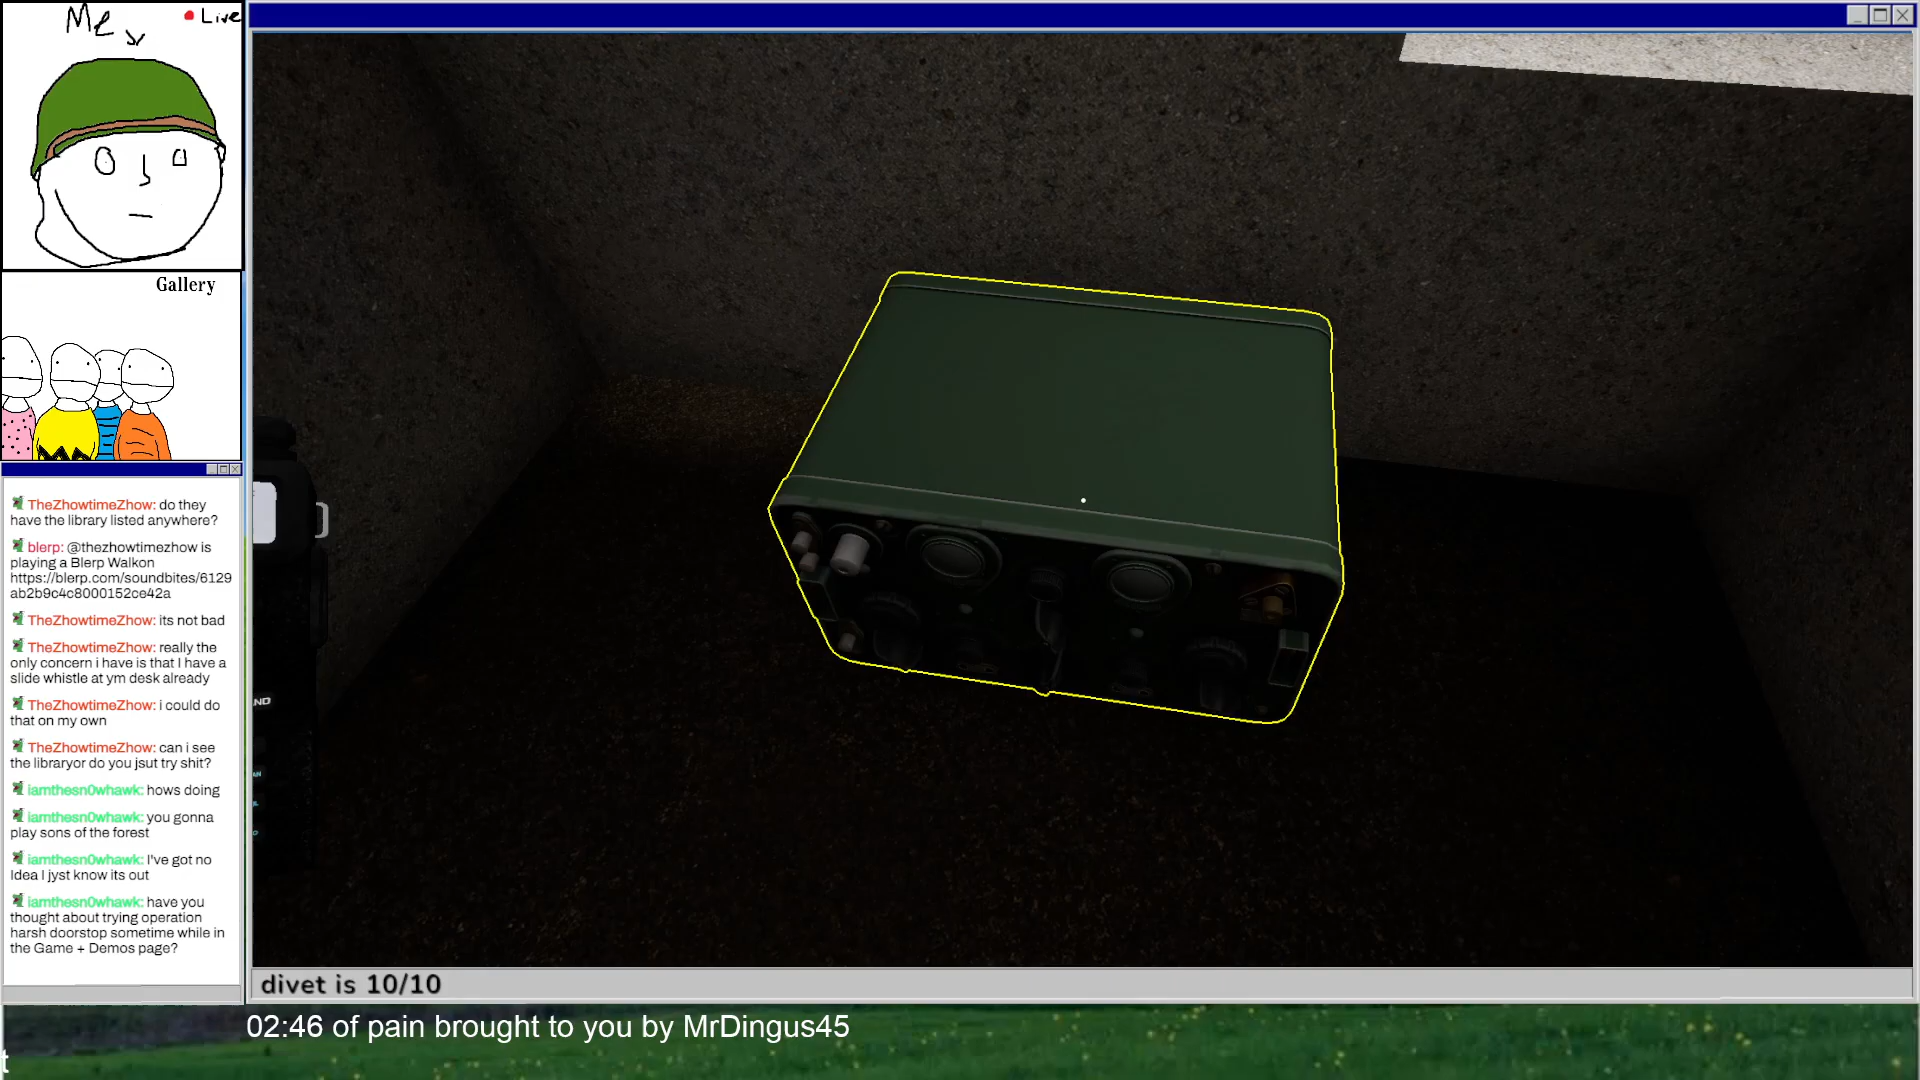 Me
Live
Gallery
TheZhowtimeZhow: do they
have the library listed anywhere?
blerp: @thezhowtimezhow is
playing a Blerp Walkon
https://blerp.com/soundbites/6129
ab2b9c4c8000152ce42a
TheZhowtimeZhow: its not bad
TheZhowtimeZhow: really the
only concern i have is that I have a
slide whistle at ym desk already
TheZhowtimeZhow: i could do
that on my own
TheZhowtimeZhow: can i see
the libraryor do you jsut try shit?
iamthesn0whawk: hows doing
iamthesn0whawk: you gonna
play sons of the forest
iamthesn0whawk: I've got no
Idea I jyst know its out
iamthesn0whawk: have you
thought about trying operation
harsh doorstop sometime while in
the Game + Demos page?
divet is 10/10
02:46 of pain brought to you by MrDingus45
t